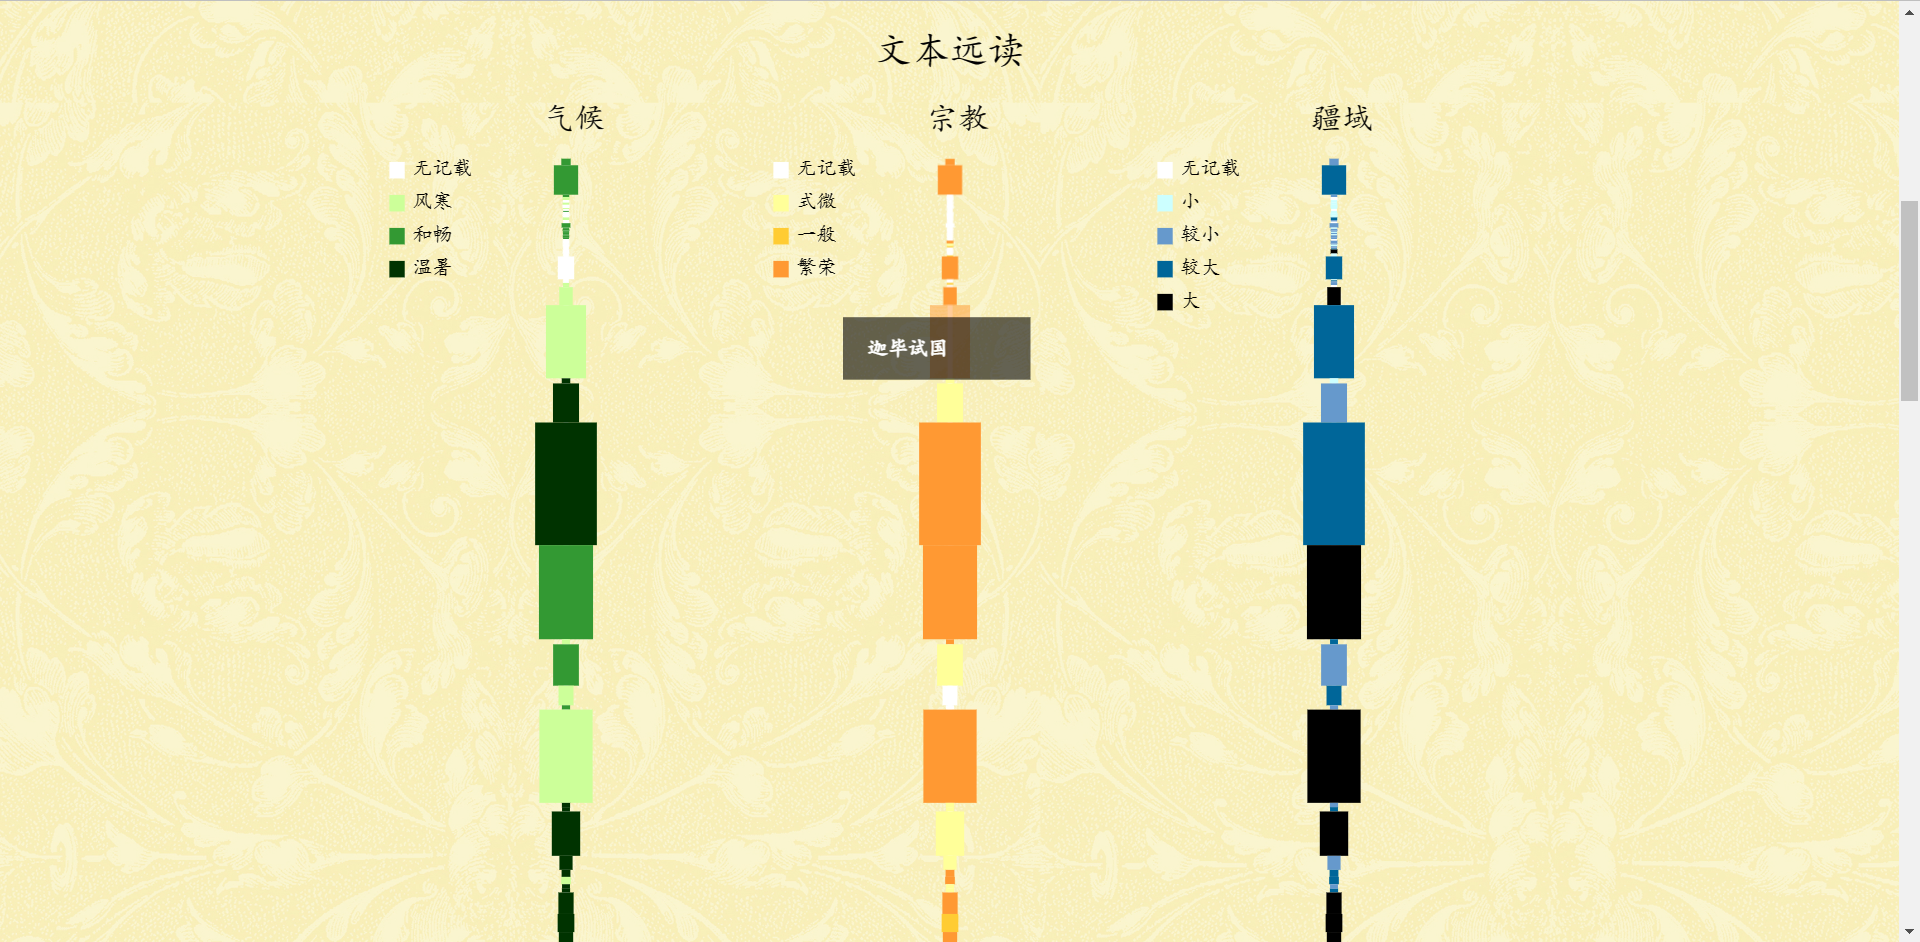 文本远读
气候
宗教
疆域
无记载
风寒
和畅
温暑
无记载
式微
一般
繁荣
无记载
小
较小
较大
大
迦毕试国